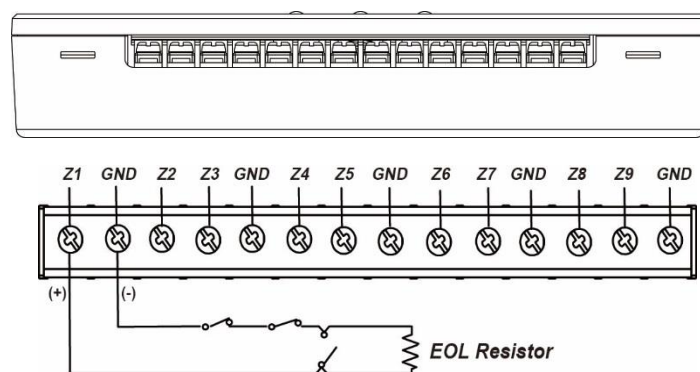 Z1 GND Z2 Z3 GND Z4 Z5 GND Z6 Z7 GND Z8 Z9 GND
(+) (-)
EOL Resistor